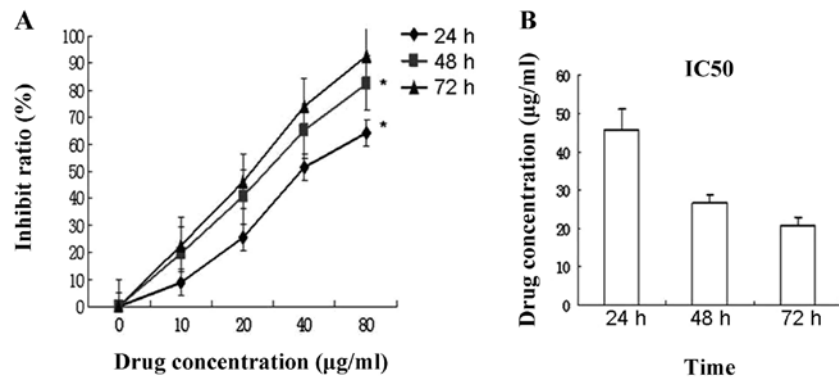 A
Inhibit ratio (%)
100
90
80
70
60
50
40
30
20
10
0
0 10 20 40 80
Drug concentration (μg/ml)
24 h
48 h
72 h
*
*
B
IC50
Drug concentration (μg/ml)
60
50
40
30
20
10
0
24 h 48 h 72 h
Time